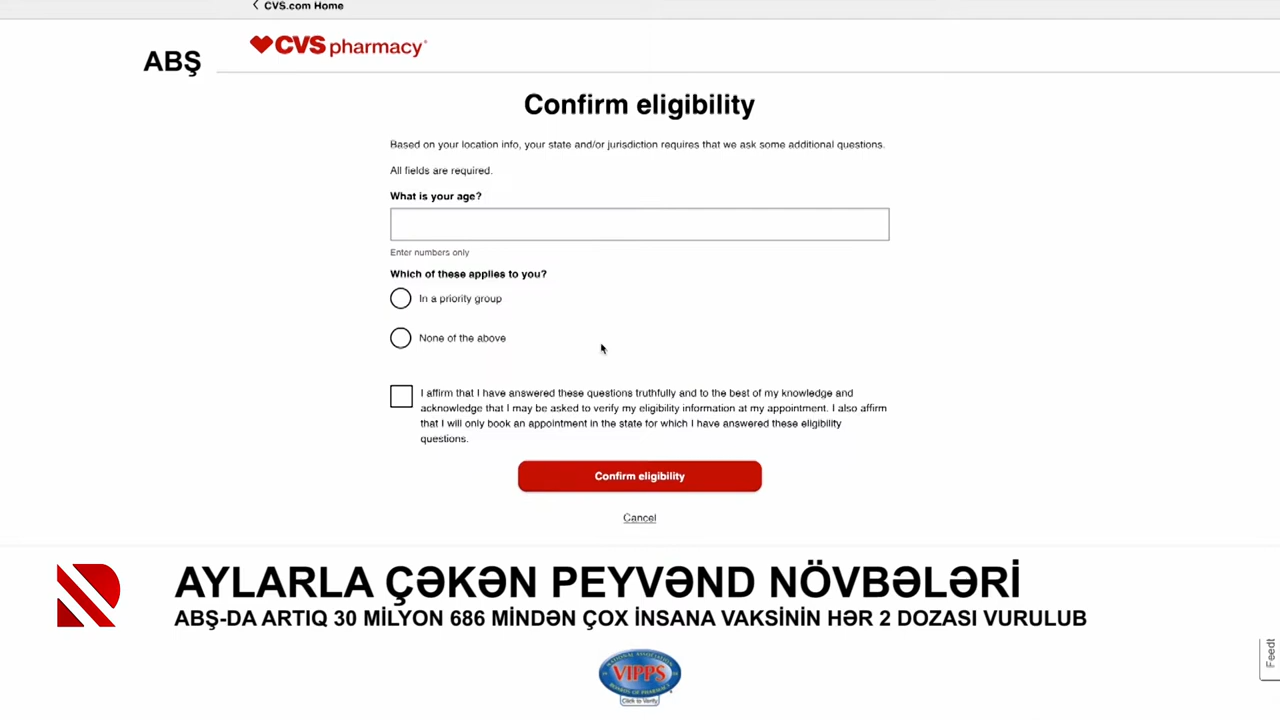 CVS.com Home
ABŞ
CVS pharmacy
Confirm eligibility
Based on your location info, your state and/or jurisdiction requires that we ask some additional questions.
All fields are required.
What is your age?
Enter numbers only
Which of these applies to you?
In a priority group
None of the above
I affirm that I have answered these questions truthfully and to the best of my knowledge and
acknowledge that I may be asked to verify my eligibility information at my appointment. I also affirm
that I will only book an appointment in the state for which I have answered these eligibility
questions.
Confirm eligibility
Cancel
AYLARLA ÇƏKƏN PEYVƏND NÖVBƏLƏRİ
ABŞ-DA ARTIQ 30 MİLYON 686 MİNDƏN ÇOX İNSANA VAKSİNİN HƏR 2 DOZASI VURULUB
NATIONAL ASSOCIATION
VIPPS
BOARDS OF PHARMACY
Click to Verify